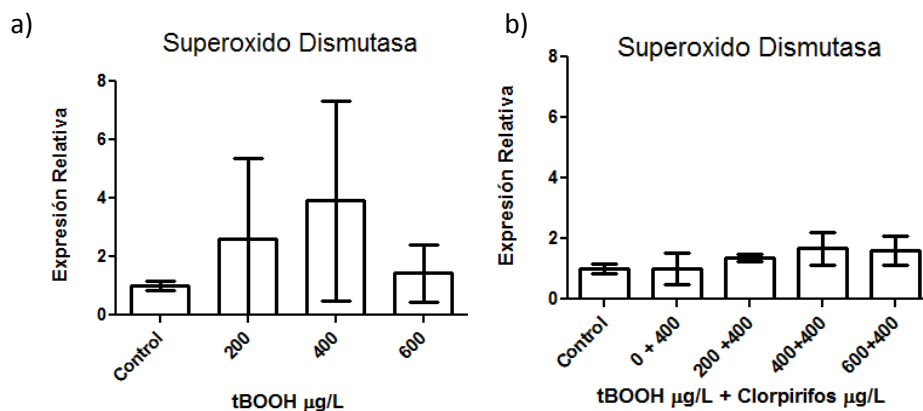 a)
Superoxido Dismutasa
Expresión Relativa
8
6
4
2
0
Control
200
400
600
tBOOH µg/L
b)
Superoxido Dismutasa
Expresión Relativa
8
6
4
2
0
Control
0 + 400
200 +400
400+400
600+400
tBOOH µg/L + Clorpirifos µg/L